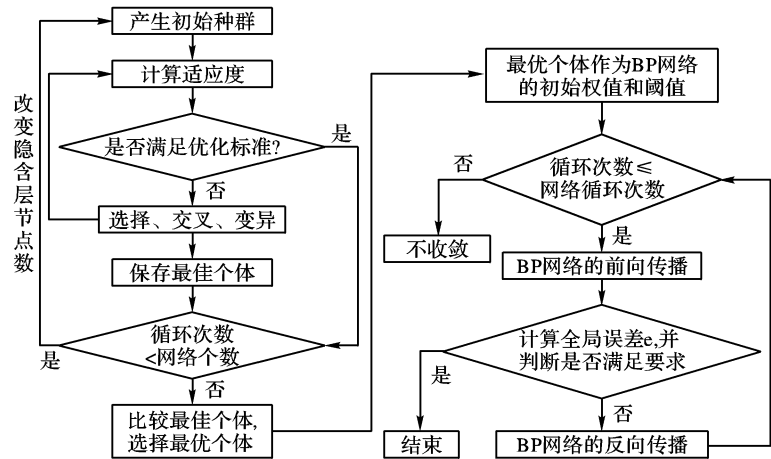 产生初始种群
计算适应度
是否满足优化标准?
是
否
选择、交叉、变异
保存最佳个体
循环次数
<网络个数
是
否
比较最佳个体,
选择最优个体
改变隐含层节点数
最优个体作为BP网络
的初始权值和阈值
循环次数≤
网络循环次数
否
不收敛
是
BP网络的前向传播
计算全局误差e,并
判断是否满足要求
是
结束
否
BP网络的反向传播